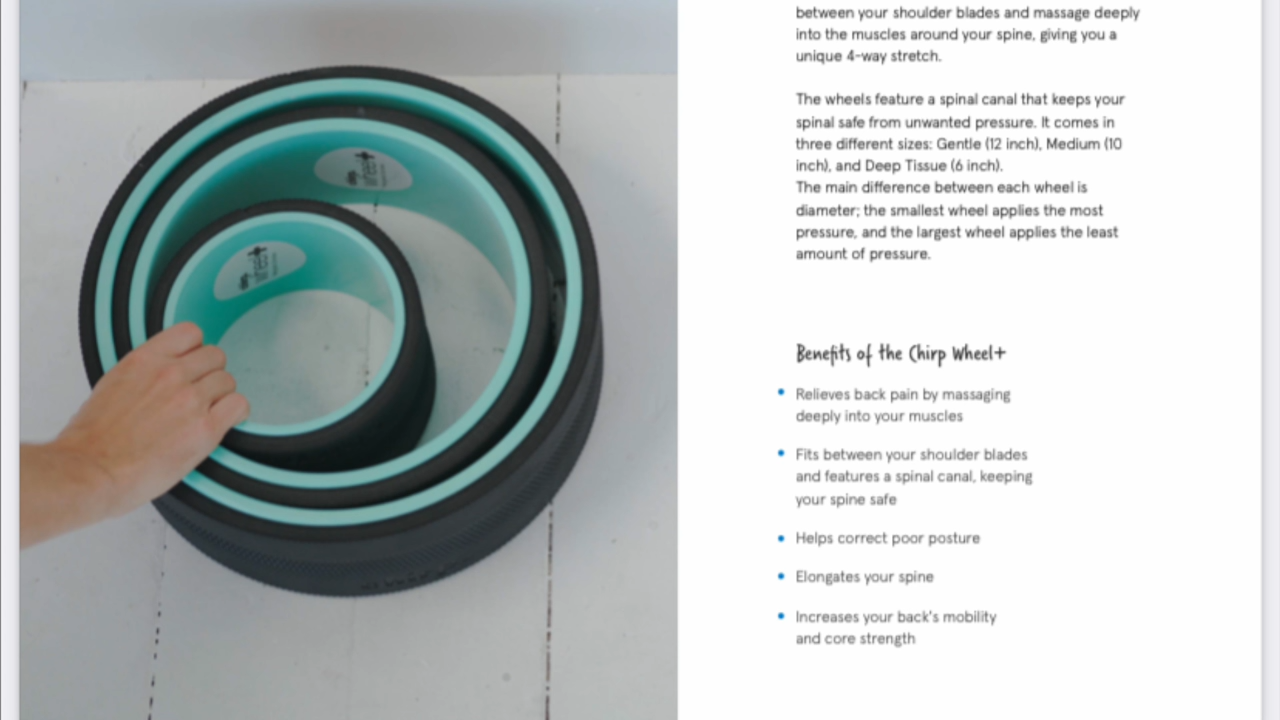 between your shoulder blades and massage deeply
into the muscles around your spine, giving you a
unique 4-way stretch.
The wheels feature a spinal canal that keeps your
spinal safe from unwanted pressure. It comes in
three different sizes: Gentle (12 inch), Medium (10
inch), and Deep Tissue (6 inch).
The main difference between each wheel is
diameter; the smallest wheel applies the most
pressure, and the largest wheel applies the least
amount of pressure.
Benefits of the Chirp Wheel+
Relieves back pain by massaging
deeply into your muscles
Fits between your shoulder blades
and features a spinal canal, keeping
your spine safe
Helps correct poor posture
Elongates your spine
Increases your back's mobility
and core strength